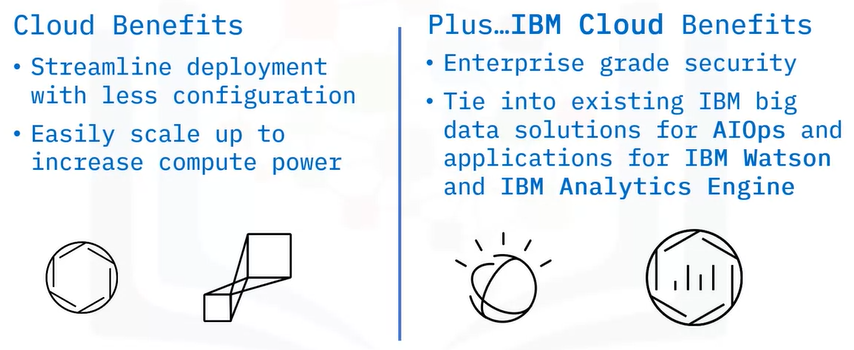 Cloud Benefits
• Streamline deployment
with less configuration
• Easily scale up to
increase compute power
Plus…IBM Cloud Benefits
• Enterprise grade security
• Tie into existing IBM big
data solutions for AIOps and
applications for IBM Watson
and IBM Analytics Engine